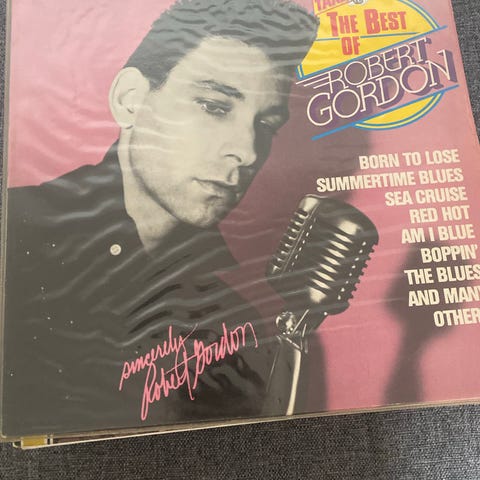 THE BEST
OF
ROBERT
GORDON
BORN TO LOSE
SUMMERTIME BLUES
SEA CRUISE
RED HOT
AM I BLUE
BOPPIN'
THE BLUES
AND MANY
OTHER
sincerely
Robert Gordon